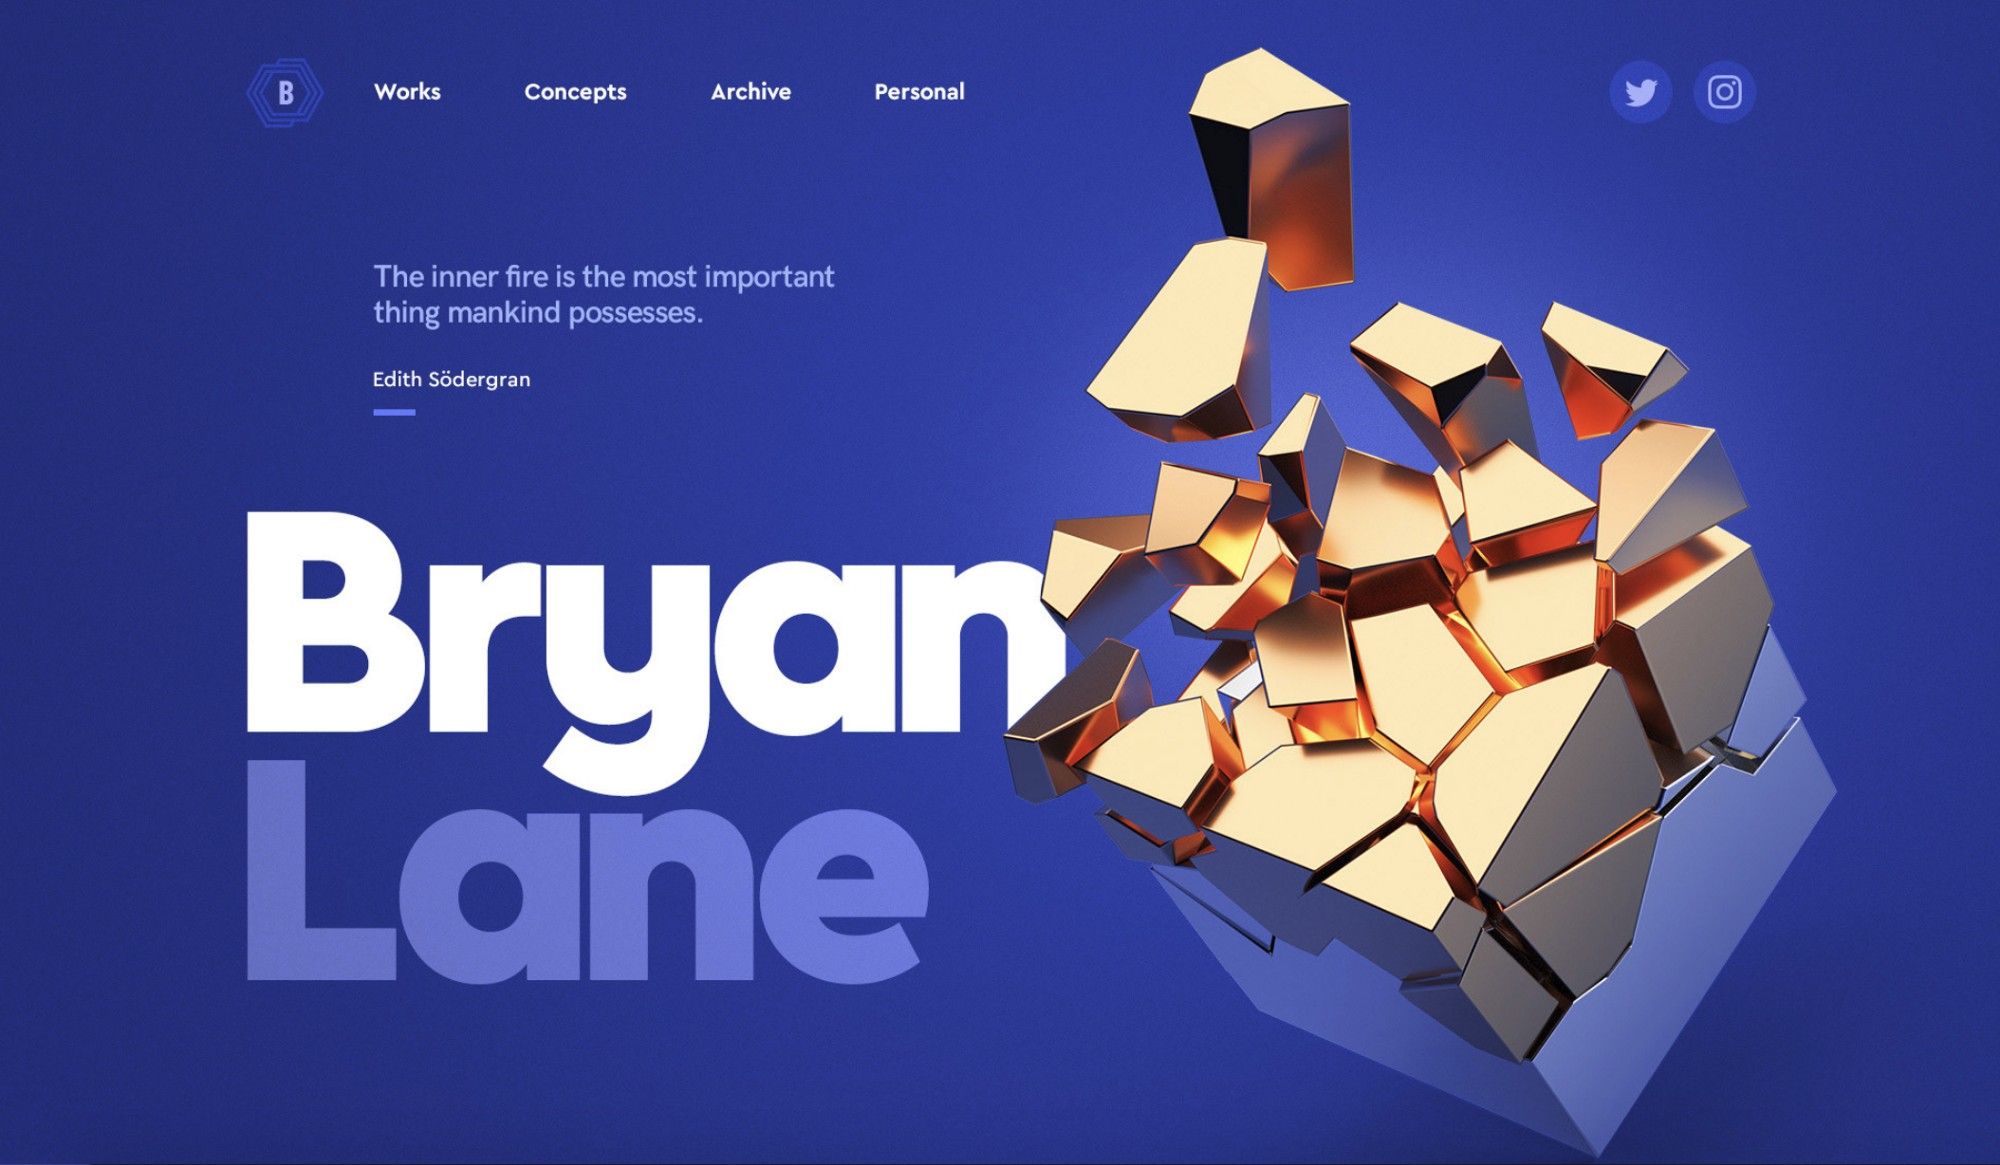 B
Works
Concepts
Archive
Personal
The inner fire is the most important
thing mankind possesses.
Edith Södergran
Bryan
Lane